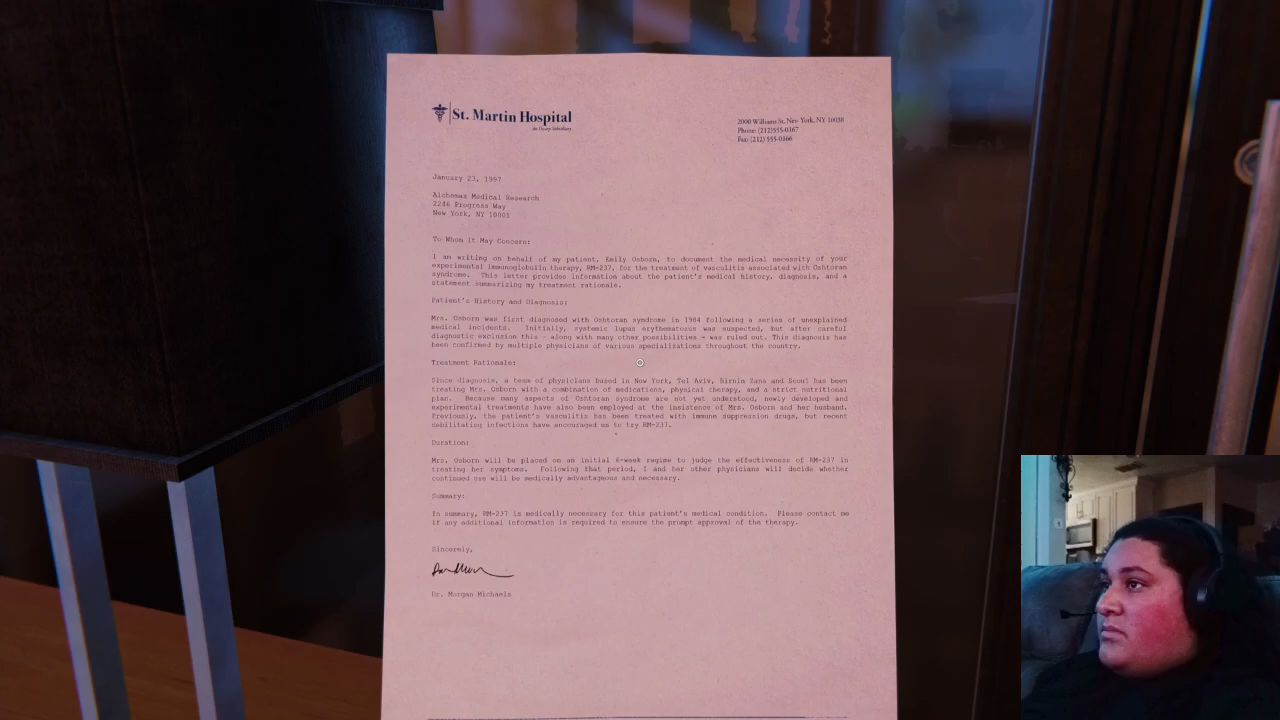 St. Martin Hospital
An Oscorp Subsidiary
2000 Williams St. New York, NY 10038
Phone: (212)555-0167
Fax: (212) 555-0166
January 23, 1997
Alchemax Medical Research
2246 Progress Way
New York, NY 10001
To Whom It May Concern:
I am writing on behalf of my patient, Emily Osborn, to document the medical necessity of your
experimental immunoglobulin therapy, RM-237, for the treatment of vasculitis associated with Oshtoran
syndrome. This letter provides information about the patient's medical history, diagnosis, and a
statement summarizing my treatment rationale.
Patient's History and Diagnosis:
Mrs. Osborn was first diagnosed with Oshtoran syndrome in 1984 following a series of unexplained
medical incidents. Initially, systemic lupus erythematosus was suspected, but after careful
diagnostic exclusion this - along with many other possibilities - was ruled out. This diagnosis has
been confirmed by multiple physicians of various specializations throughout the country.
Treatment Rationale:
Since diagnosis, a team of physicians based in New York, Tel Aviv, Birnin Zana and Seoul has been
treating Mrs. Osborn with a combination of medications, physical therapy, and a strict nutritional
plan. Because many aspects of Oshtoran syndrome are not yet understood, newly developed and
experimental treatments have also been employed at the insistence of Mrs. Osborn and her husband.
Previously, the patient's vasculitis has been treated with immune suppression drugs, but recent
debilitating infections have encouraged us to try RM-237.
Duration:
Mrs. Osborn will be placed on an initial 6-week regime to judge the effectiveness of RM-237 in
treating her symptoms. Following that period, I and her other physicians will decide whether
continued use will be medically advantageous and necessary.
Summary:
In summary, RM-237 is medically necessary for this patient's medical condition. Please contact me
if any additional information is required to ensure the prompt approval of the therapy.
Sincerely,
Dr. Morgan Michaels